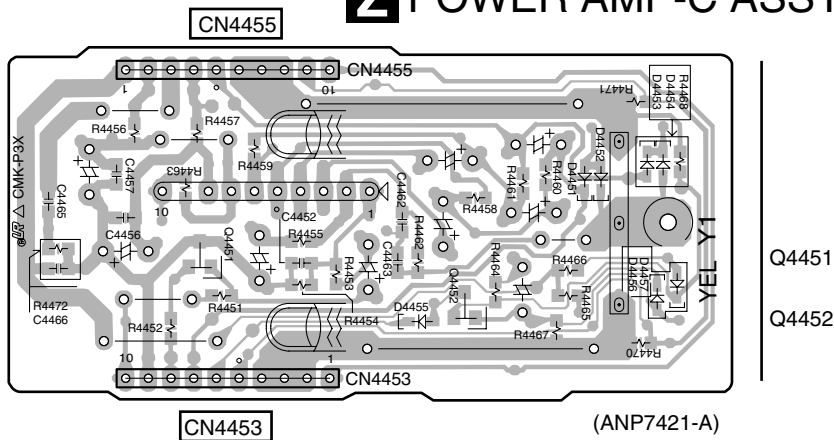 Z POWER AMP-C ASSY
CN4455
CN4455
1
10
R4456
R4457
R4459
R4463
C4457
C4465
CMK-P3X
10
1
C4456
C4452
R4455
Q4451
R4451
R4453
C4463
C4462
R4462
R4458
R4461
R4460
D4451
D4452
R4471
D4453
D4454
R4468
YEL Y1
R4466
R4464
Q4452
R4465
D4456
D4457
R4472
C4466
R4452
R4454
D4455
R4467
R4470
10
1
CN4453
CN4453
Q4451
Q4452
(ANP7421-A)